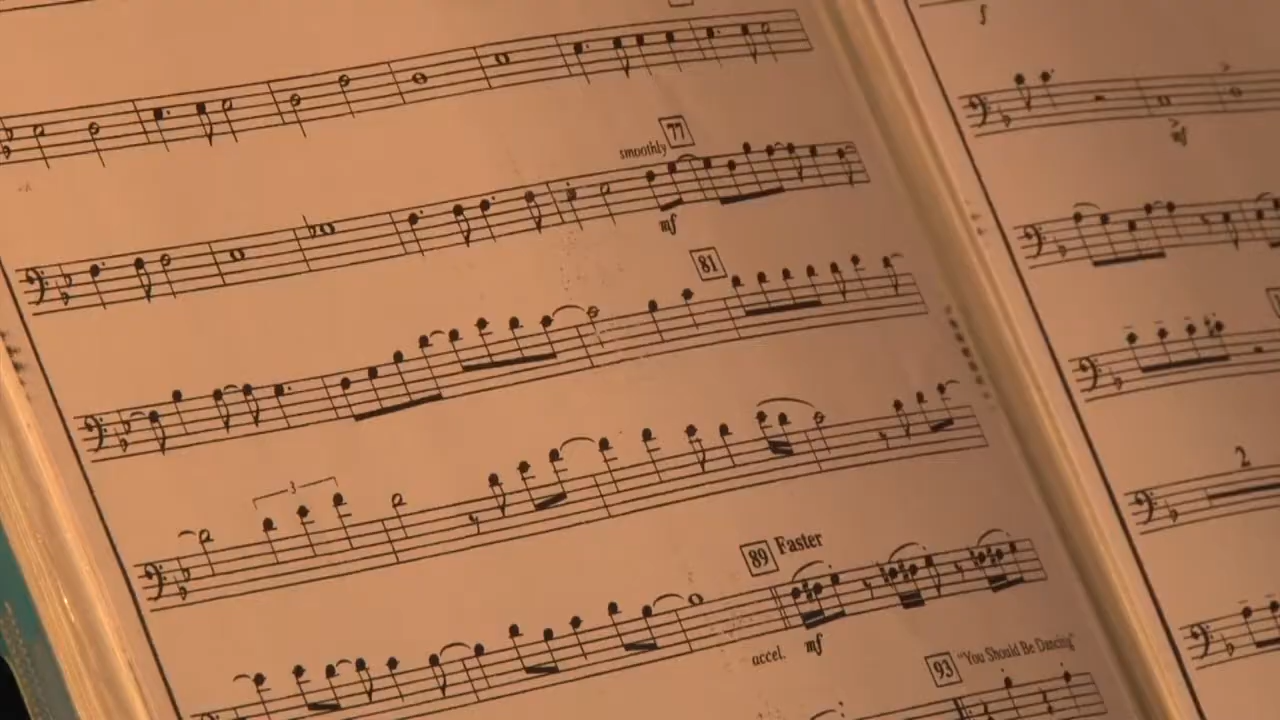 f
77
smoothly
mf
mf
81
3
2
89 Faster
accel. mf
93 "You Should Be Dancing"